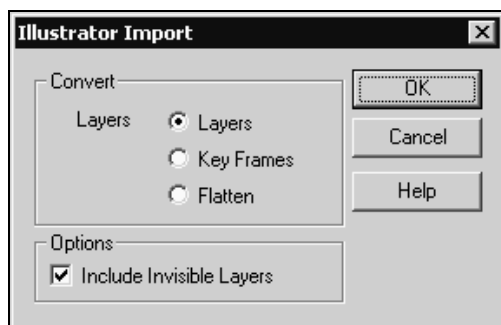 Illustrator Import
Convert
Layers
Layers
Key Frames
Flatten
OK
Cancel
Help
Options
Include Invisible Layers